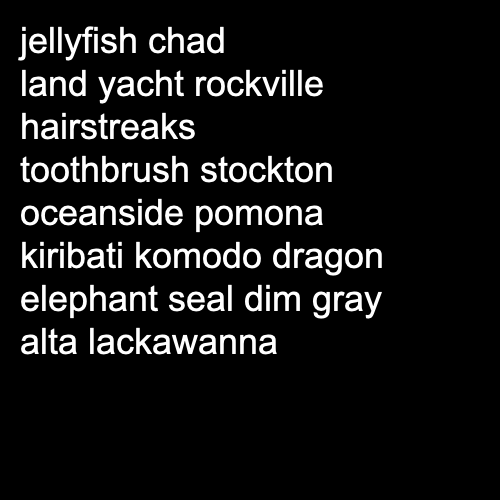 jellyfish chad
land yacht rockville
hairstreaks
toothbrush stockton
oceanside pomona
kiribati komodo dragon
elephant seal dim gray
alta lackawanna